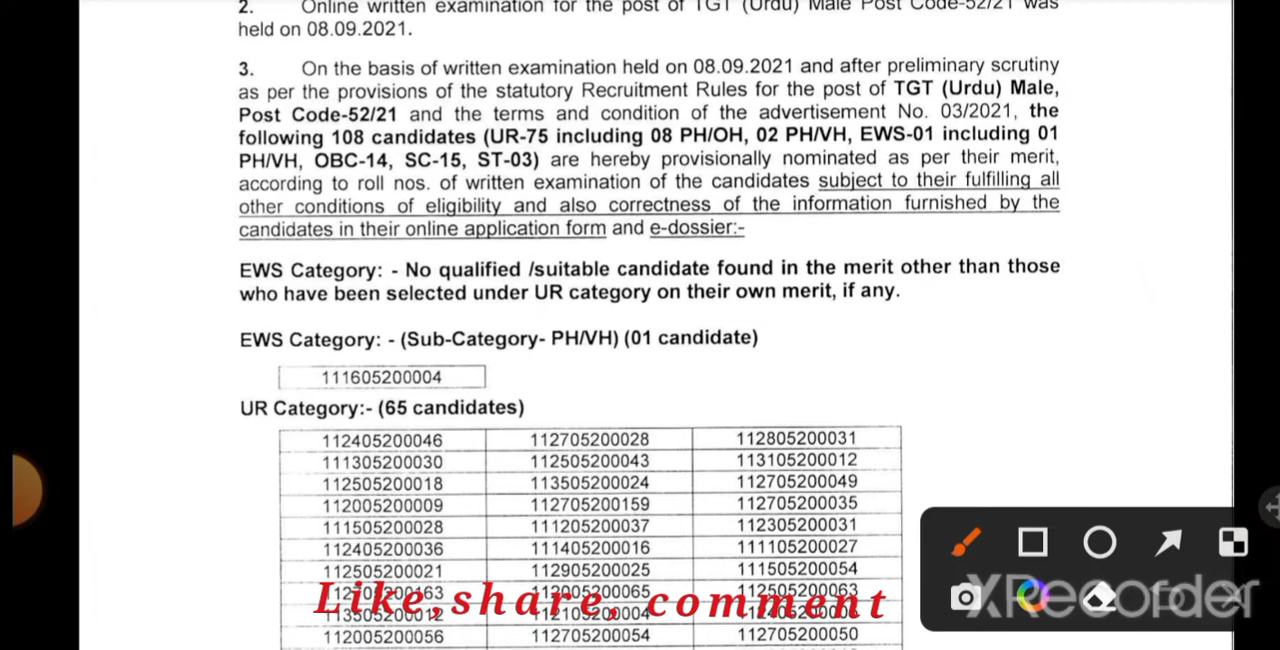 2. Online written examination for the post of TGT (Urdu) Male Post Code-52/21 was
held on 08.09.2021.
3. On the basis of written examination held on 08.09.2021 and after preliminary scrutiny
as per the provisions of the statutory Recruitment Rules for the post of TGT (Urdu) Male,
Post Code-52/21 and the terms and condition of the advertisement No. 03/2021, the
following 108 candidates (UR-75 including 08 PH/OH, 02 PH/VH, EWS-01 including 01
PH/VH, OBC-14, SC-15, ST-03) are hereby provisionally nominated as per their merit,
according to roll nos. of written examination of the candidates subject to their fulfilling all
other conditions of eligibility and also correctness of the information furnished by the
candidates in their online application form and e-dossier:-
EWS Category: - No qualified /suitable candidate found in the merit other than those
who have been selected under UR category on their own merit, if any.
EWS Category: - (Sub-Category- PH/VH) (01 candidate)
111605200004
UR Category:- (65 candidates)
112405200046 112705200028 112805200031
111305200030 112505200043 113105200012
112505200018 113505200024 112705200049
112005200009 112705200159 112705200035
111505200028 111205200037 112305200031
112405200036 111405200016 111105200027
112505200021 112905200025 111505200054
112505200063
Like,share, comment
112005200056 112705200054 112705200050
XRecorder